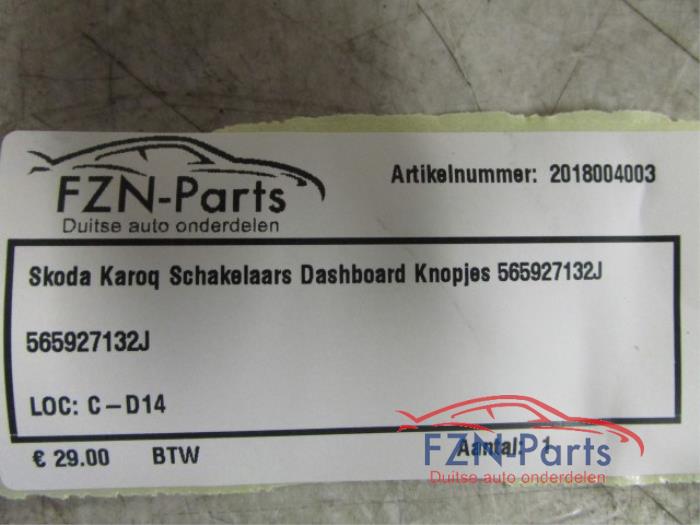 FZN-Parts
Duitse auto onderdelen
Artikelnummer: 2018004003
Skoda Karoq Schakelaars Dashboard Knopjes 565927132J
565927132J
LOC: C-D14
€ 29.00 BTW Aantal: 1
FZN-Parts
Duitse auto onderdelen